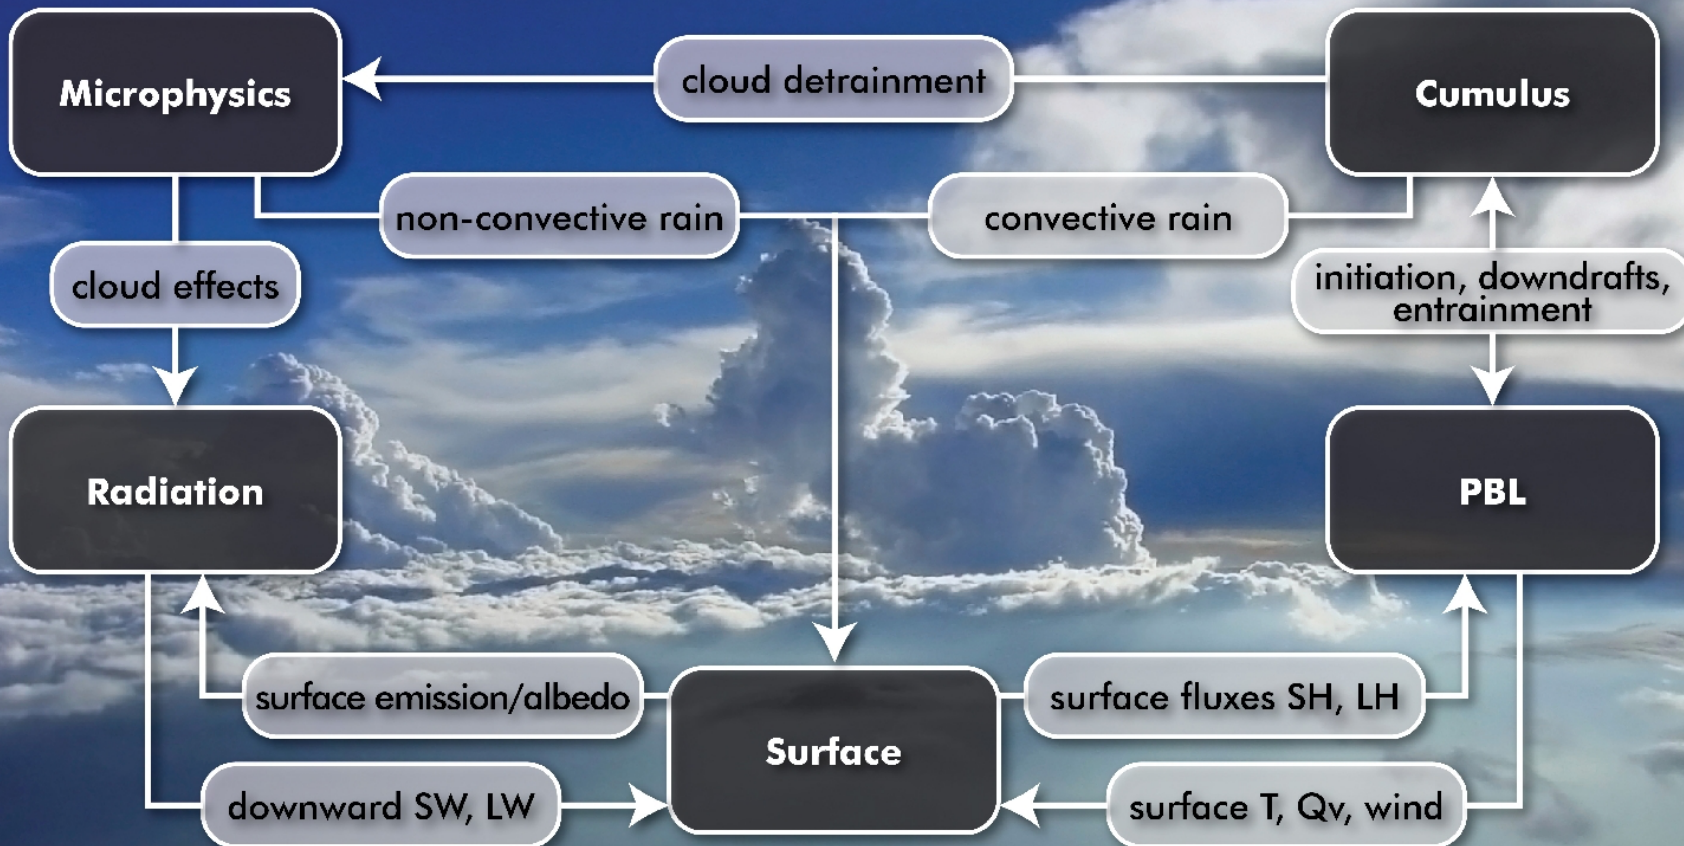 Microphysics
cloud detrainment
Cumulus
non-convective rain
convective rain
cloud effects
initiation, downdrafts,
entrainment
Radiation
PBL
surface emission/albedo
surface fluxes SH, LH
Surface
downward SW, LW
surface T, Qv, wind